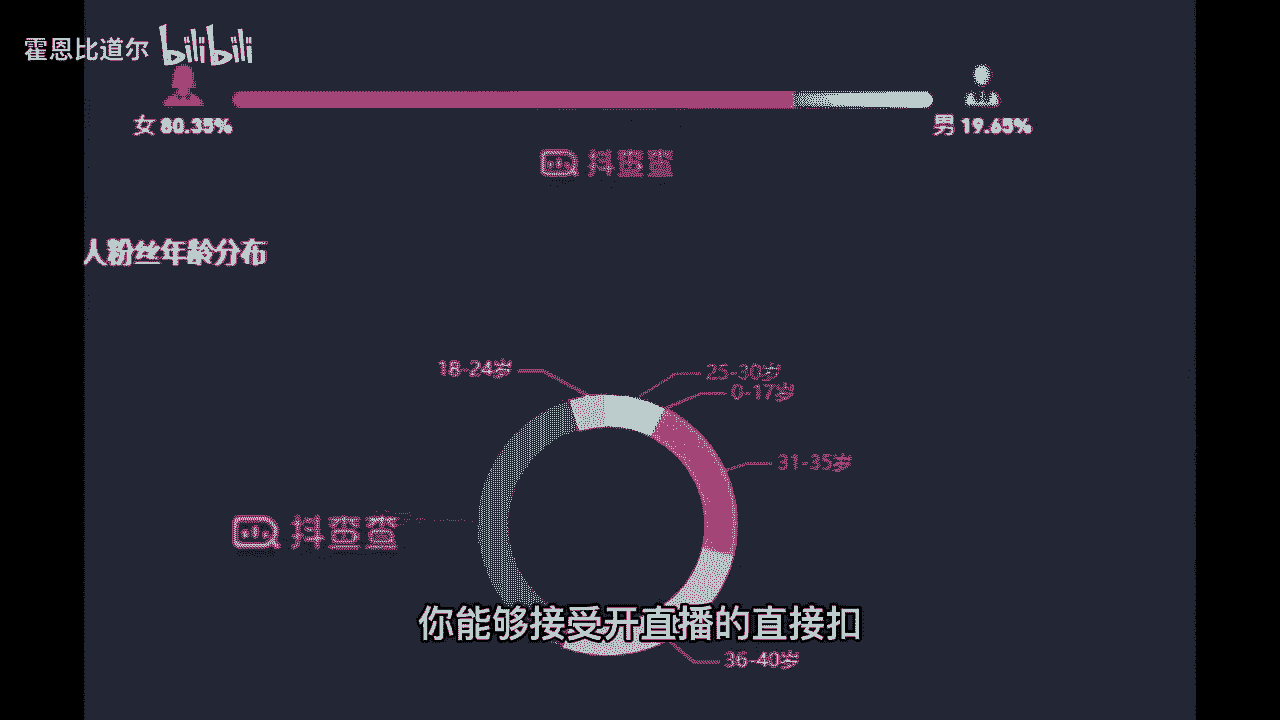 霍恩比道尔 bilibili
女 80.35%
男 19.65%
抖查查
人粉丝年龄分布
18-24岁
25-30岁
0-17岁
31-35岁
抖查查
你能够接受开直播的直接扣
36-40岁